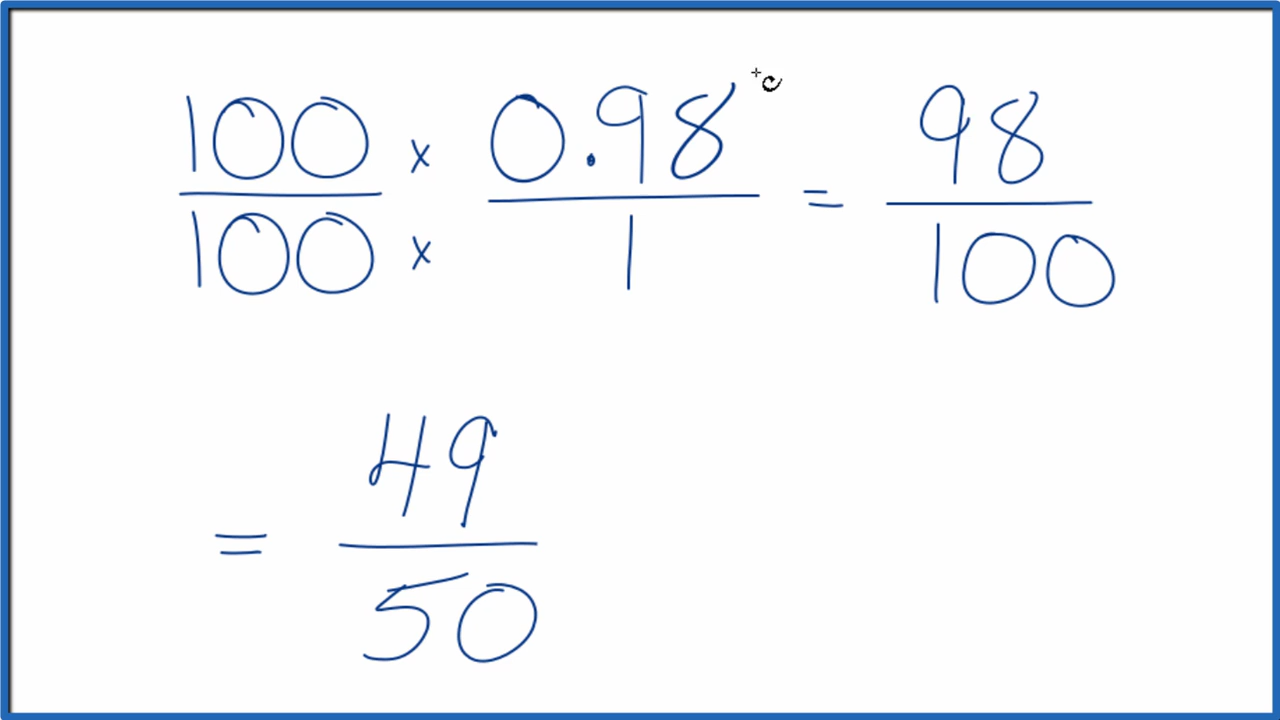 100/100 × 0.98/1 = 98/100
= 49/50